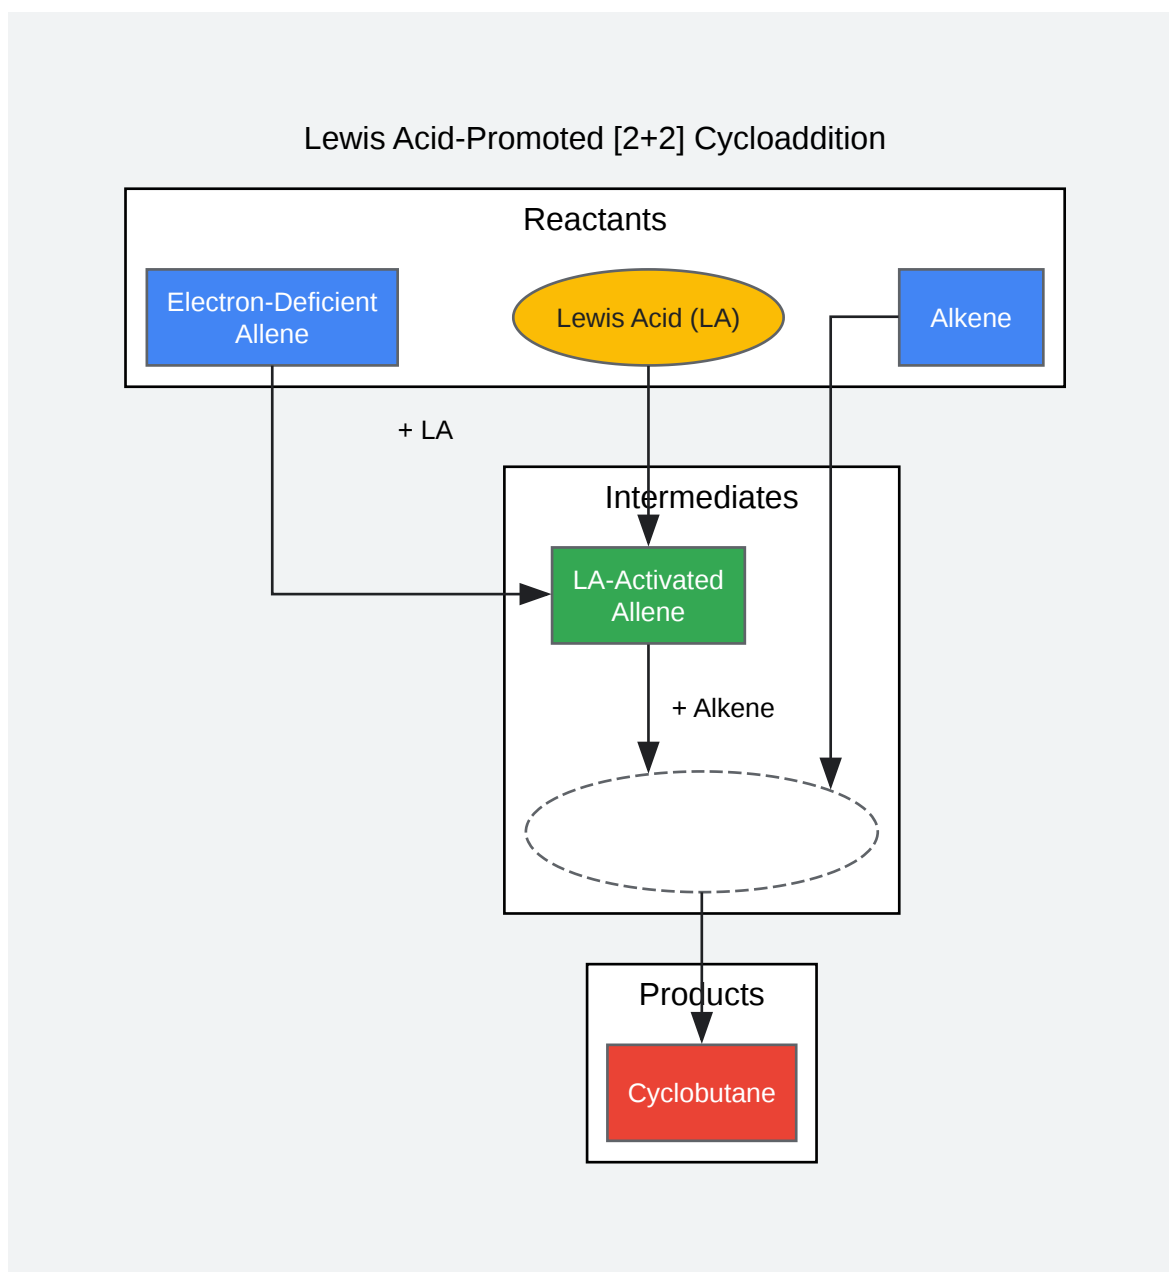 Lewis Acid-Promoted [2+2] Cycloaddition
Reactants
Electron-Deficient
Allene
Lewis Acid (LA)
Alkene
+ LA
Intermediates
LA-Activated
Allene
+ Alkene
Products
Cyclobutane